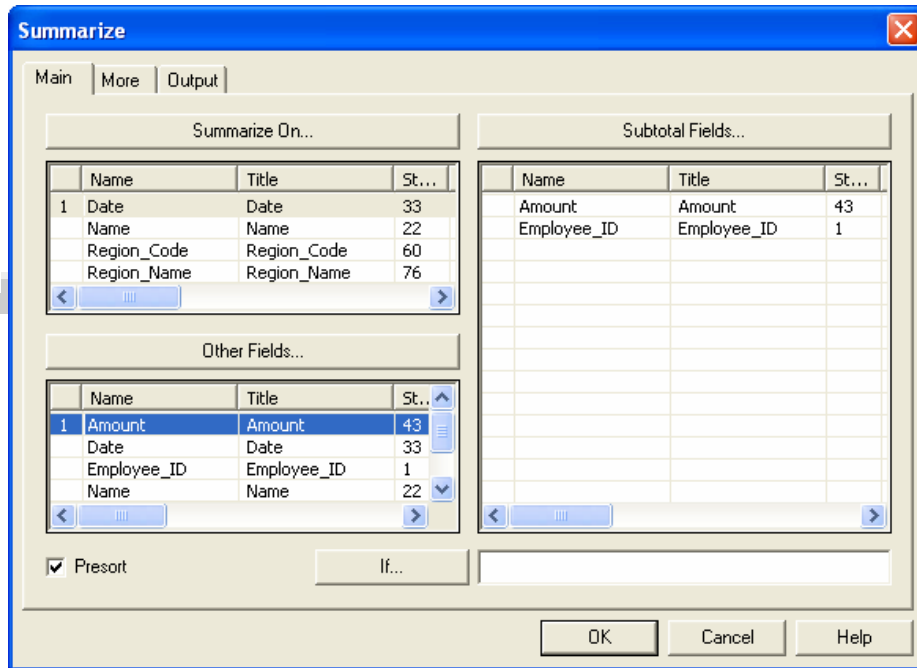 Summarize
Main More Output
Summarize On...
Name Title St...
1 Date Date 33
Name Name 22
Region_Code Region_Code 60
Region_Name Region_Name 76
Other Fields...
Name Title St..
1 Amount Amount 43
Date Date 33
Employee_ID Employee_ID 1
Name Name 22
Subtotal Fields...
Name Title St...
Amount Amount 43
Employee_ID Employee_ID 1
Presort
If...
OK Cancel Help